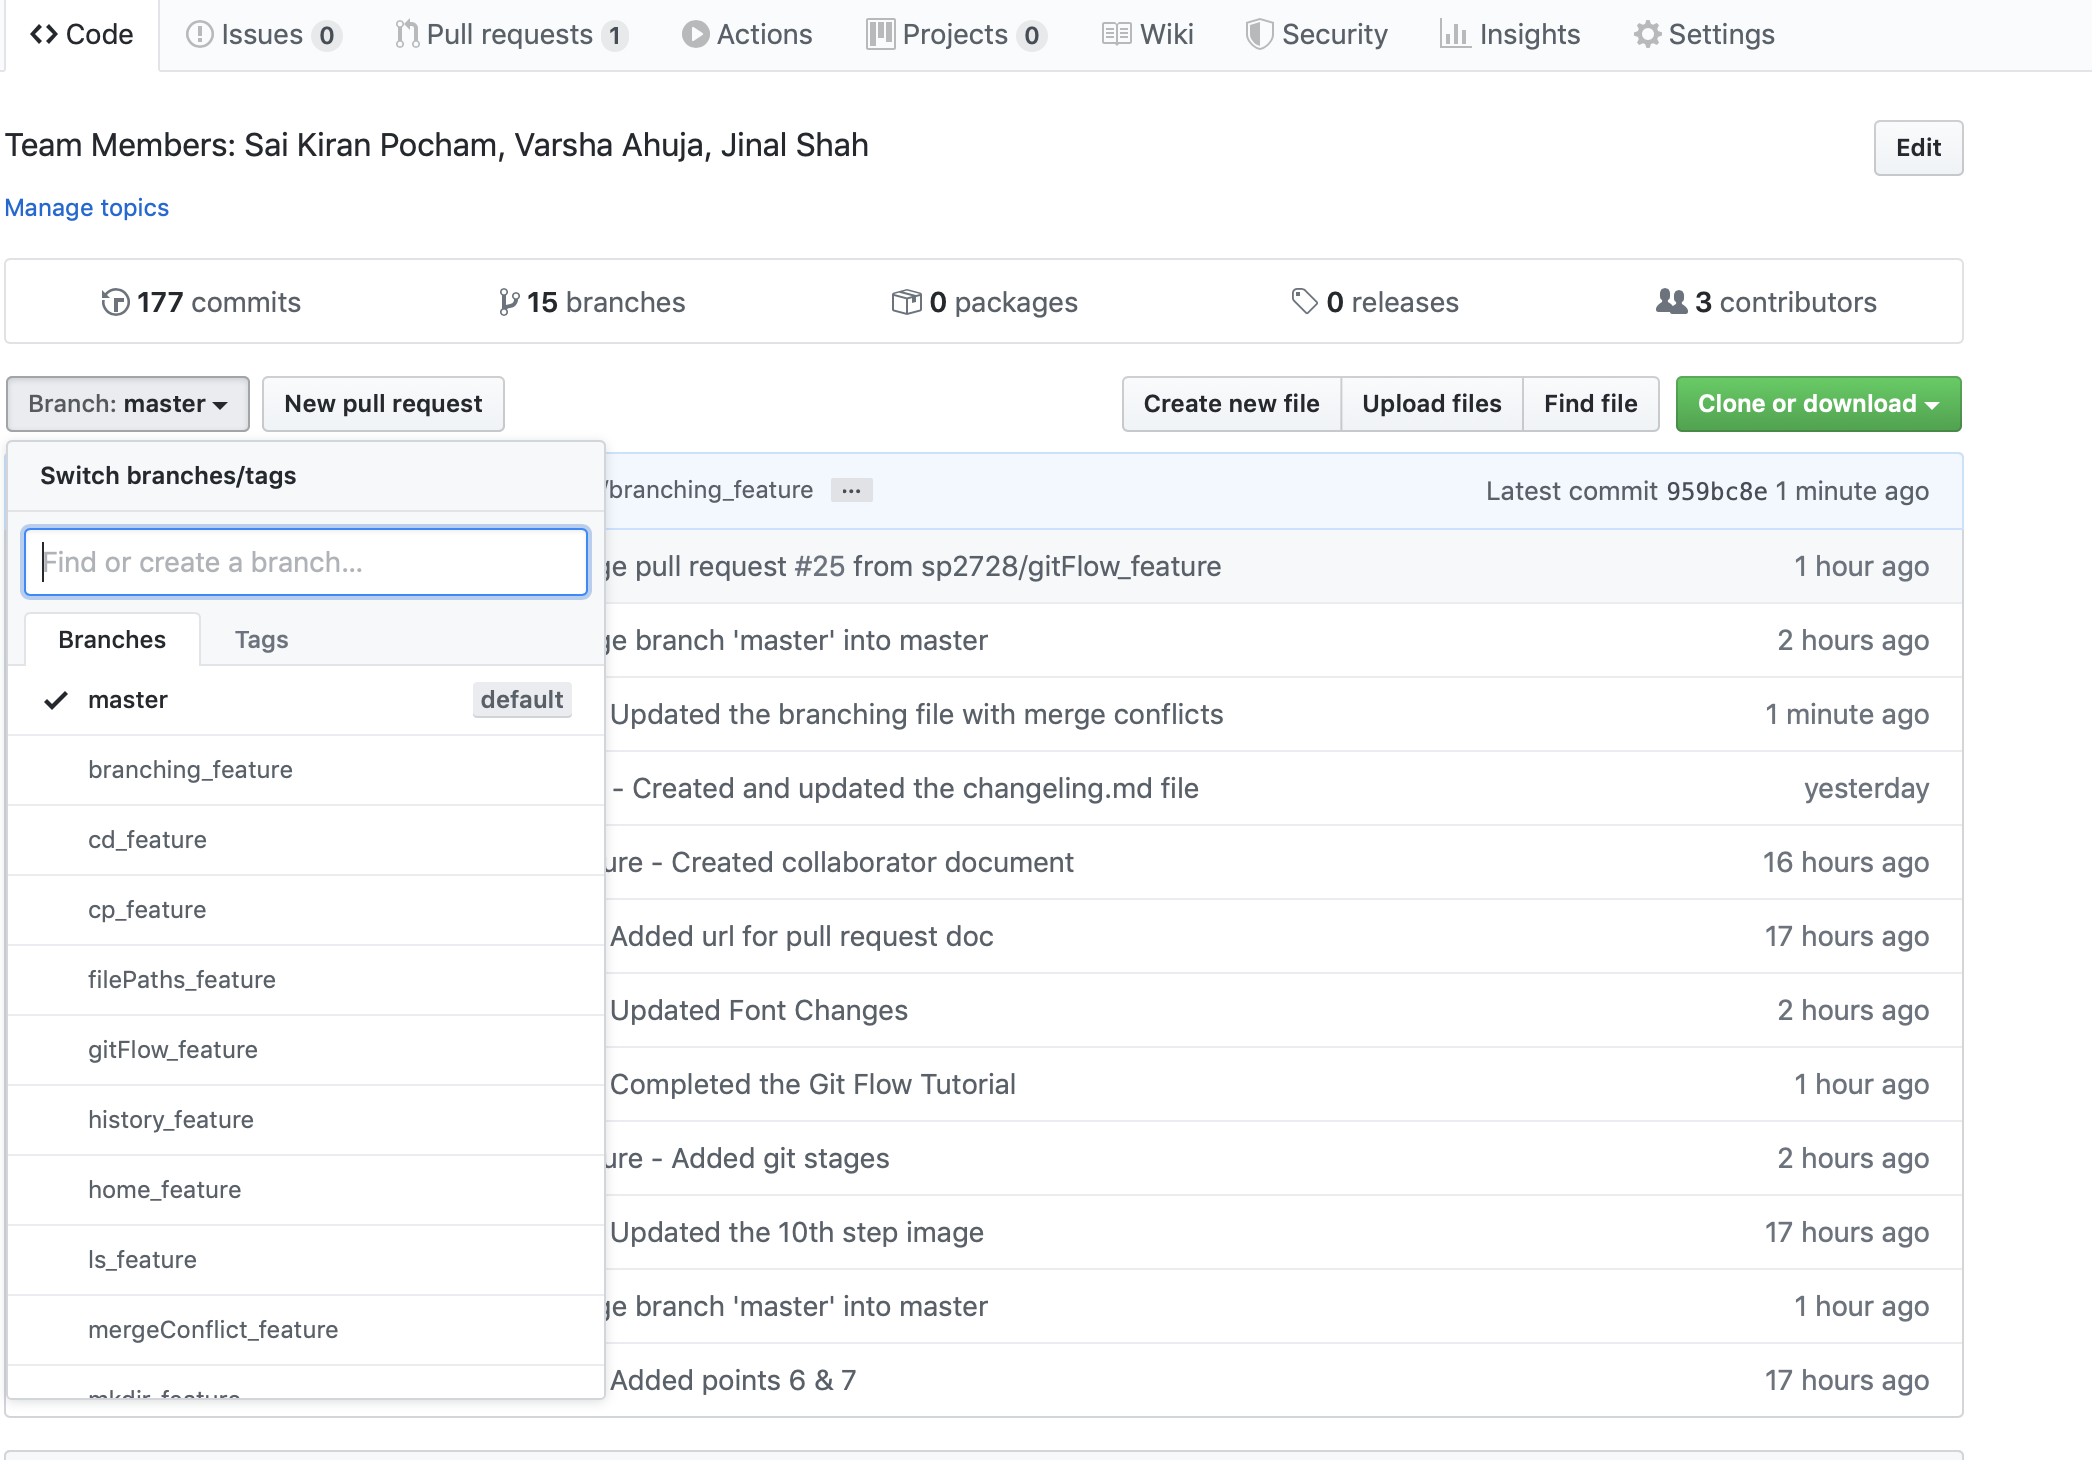 Code Issues 0 Pull requests 1 Actions Projects 0 Wiki Security Insights Settings
Team Members: Sai Kiran Pocham, Varsha Ahuja, Jinal Shah Edit
Manage topics
177 commits 15 branches 0 packages 0 releases 3 contributors
Branch: master New pull request Create new file Upload files Find file Clone or download
Switch branches/tags
/branching_feature ... Latest commit 959bc8e 1 minute ago
Find or create a branch...
ge pull request #25 from sp2728/gitFlow_feature 1 hour ago
Branches Tags
ge branch 'master' into master 2 hours ago
master default
Updated the branching file with merge conflicts 1 minute ago
branching_feature
- Created and updated the changeling.md file yesterday
cd_feature
ure - Created collaborator document 16 hours ago
cp_feature
Added url for pull request doc 17 hours ago
filePaths_feature
Updated Font Changes 2 hours ago
gitFlow_feature
Completed the Git Flow Tutorial 1 hour ago
history_feature
ure - Added git stages 2 hours ago
home_feature
Updated the 10th step image 17 hours ago
ls_feature
ge branch 'master' into master 1 hour ago
mergeConflict_feature
Added points 6 & 7 17 hours ago
mkdir_feature